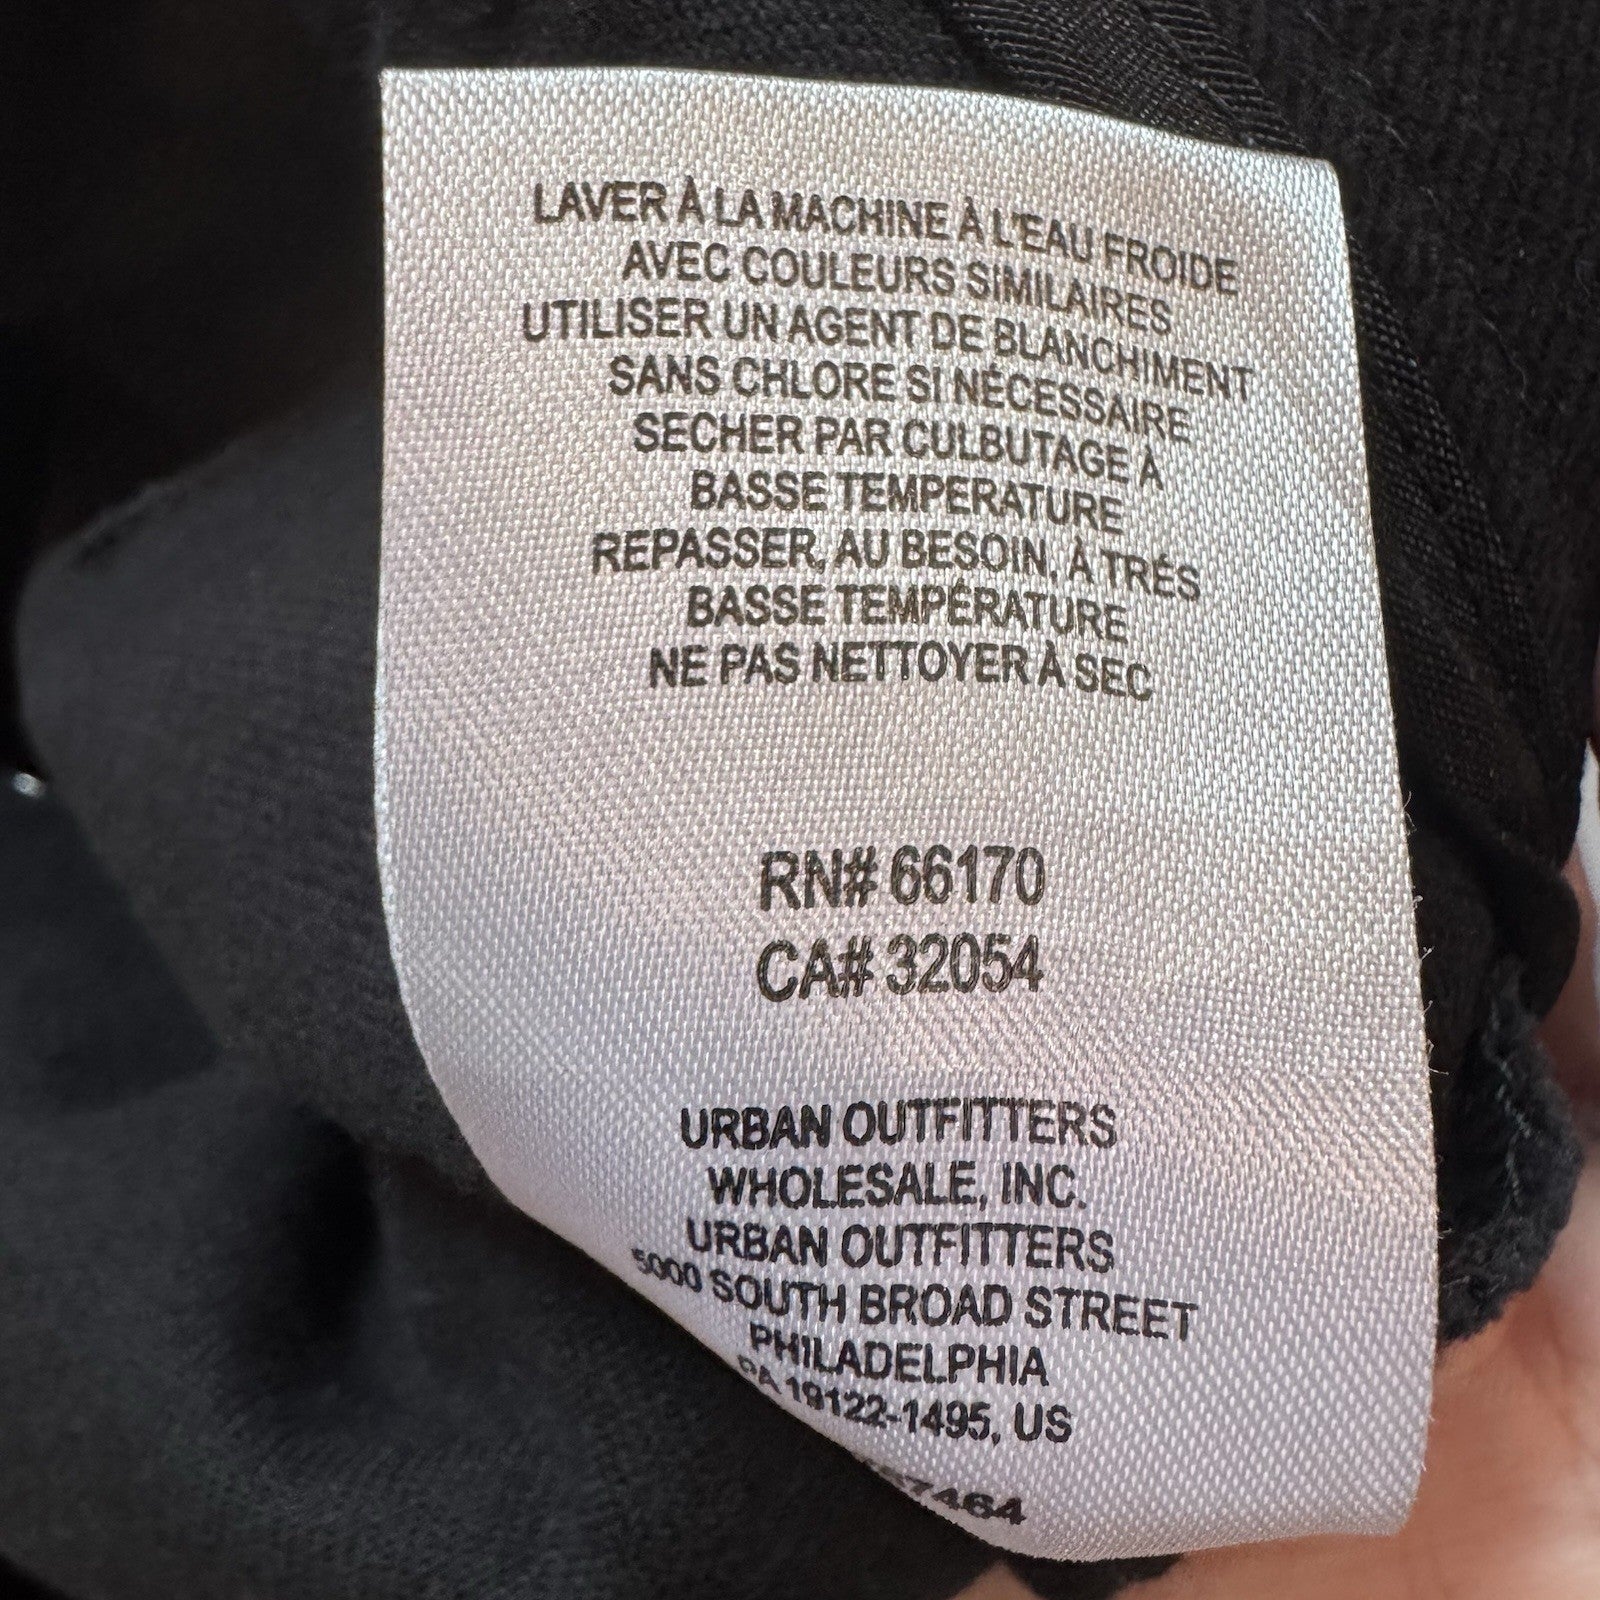 LAVER À LA MACHINE À L'EAU FROIDE
AVEC COULEURS SIMILAIRES
UTILISER UN AGENT DE BLANCHIMENT
SANS CHLORE SI NÉCESSAIRE
SECHER PAR CULBUTAGE À
BASSE TEMPERATURE
REPASSER, AU BESOIN, À TRÉS
BASSE TEMPÉRATURE
NE PAS NETTOYER À SEC
RN# 66170
CA# 32054
URBAN OUTFITTERS
WHOLESALE, INC.
URBAN OUTFITTERS
5000 SOUTH BROAD STREET
PHILADELPHIA
PA 19122-1495, US